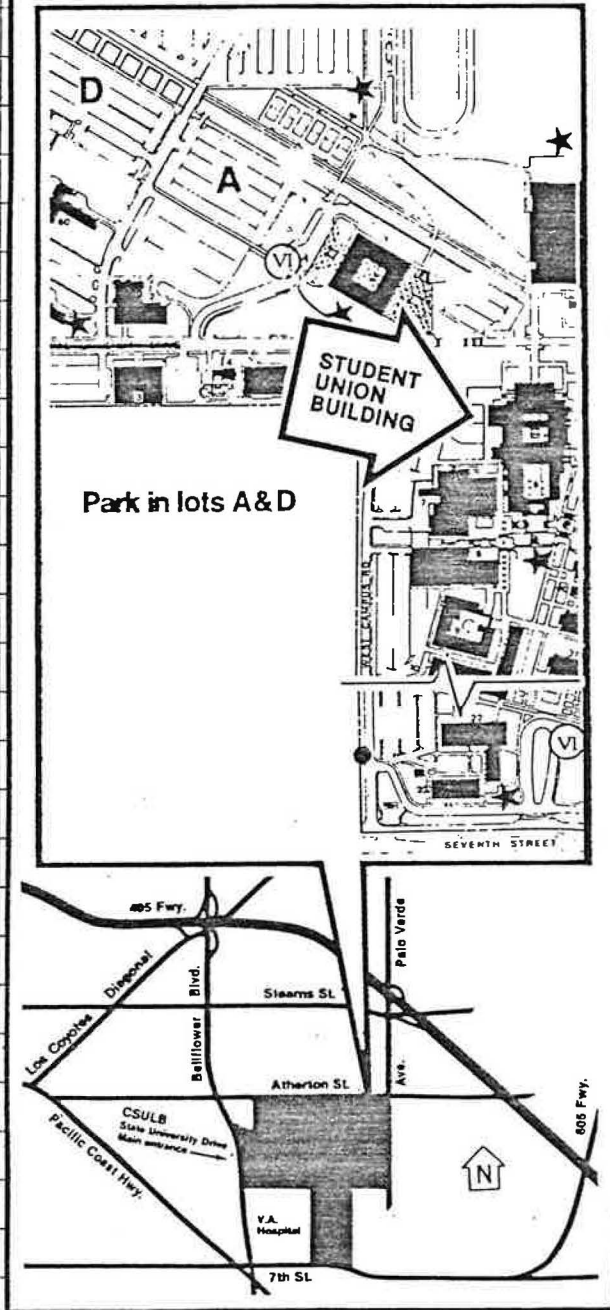 D
A
VI
STUDENT
UNION
BUILDING
Park in lots A & D
27
VI
SEVENTH STREET
405 Fwy.
Palo Verde
Ave.
Los Coyotes Diagonal
Bellflower Blvd.
Stearns St.
Atherton St.
605 Fwy.
CSULB
State University Drive
Main entrance
Pacific Coast Hwy.
N
V.A.
Hospital
7th St.